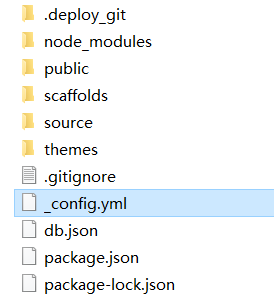 .deploy_git
node_modules
public
scaffolds
source
themes
.gitignore
_config.yml
db.json
package.json
package-lock.json